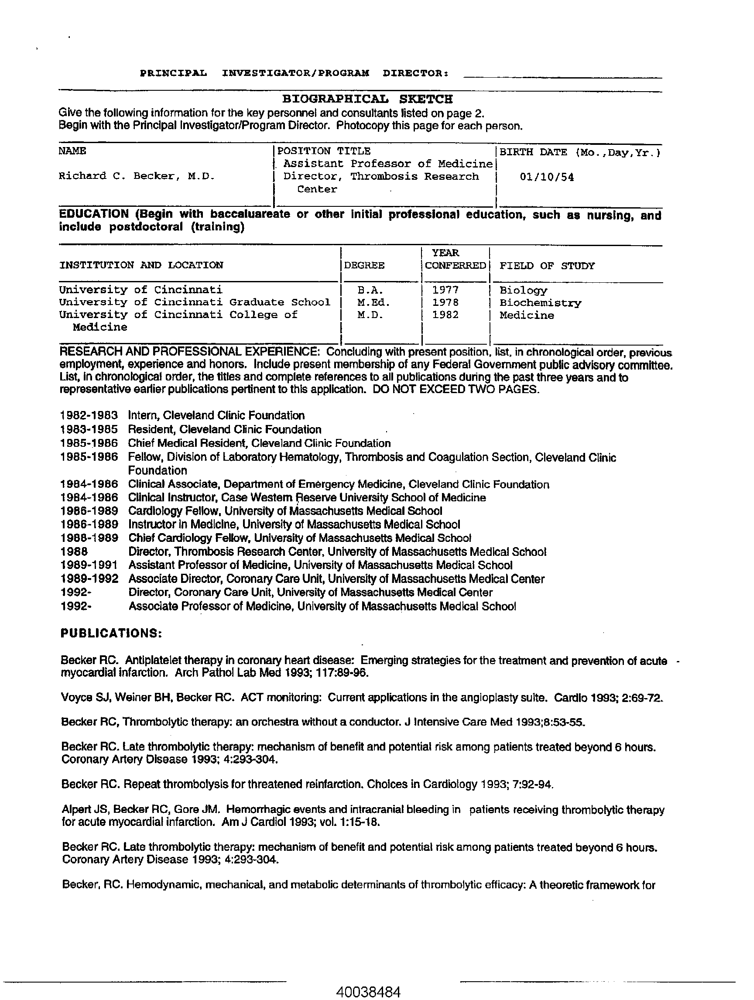 PRINCIPAL INVESTIGATOR/PROGRAM DIRECTOR:
BIOGRAPHICAL SKETCH
Give the following information for the key personnel and consultants listed on page 2.
Begin with the Principal Investigator/Program Director. Photocopy this page for each person.
NAME
Richard C. Becker, M.D.
POSITION TITLE
Assistant Professor of Medicine
Director, Thrombosis Research
Center
BIRTH DATE (Mo.,Day,Yr.)
01/10/54
EDUCATION (Begin with baccaluareate or other initial professional education, such as nursing, and
include postdoctoral (training)
INSTITUTION AND LOCATION DEGREE YEAR CONFERRED FIELD OF STUDY
University of Cincinnati B.A. 1977 Biology
University of Cincinnati Graduate School M.Ed. 1978 Biochemistry
University of Cincinnati College of M.D. 1982 Medicine
Medicine
RESEARCH AND PROFESSIONAL EXPERIENCE: Concluding with present position, list, in chronological order, previous
employment, experience and honors. Include present membership of any Federal Government public advisory committee.
List, in chronological order, the titles and complete references to all publications during the past three years and to
representative earlier publications pertinent to this application. DO NOT EXCEED TWO PAGES.
1982-1983 Intern, Cleveland Clinic Foundation
1983-1985 Resident, Cleveland Clinic Foundation
1985-1986 Chief Medical Resident, Cleveland Clinic Foundation
1985-1986 Fellow, Division of Laboratory Hematology, Thrombosis and Coagulation Section, Cleveland Clinic
Foundation
1984-1986 Clinical Associate, Department of Emergency Medicine, Cleveland Clinic Foundation
1984-1986 Clinical Instructor, Case Western Reserve University School of Medicine
1986-1989 Cardiology Fellow, University of Massachusetts Medical School
1986-1989 Instructor in Medicine, University of Massachusetts Medical School
1988-1989 Chief Cardiology Fellow, University of Massachusetts Medical School
1988 Director, Thrombosis Research Center, University of Massachusetts Medical School
1989-1991 Assistant Professor of Medicine, University of Massachusetts Medical School
1989-1992 Associate Director, Coronary Care Unit, University of Massachusetts Medical Center
1992- Director, Coronary Care Unit, University of Massachusetts Medical Center
1992- Associate Professor of Medicine, University of Massachusetts Medical School
PUBLICATIONS:
Becker RC. Antiplatelet therapy in coronary heart disease: Emerging strategies for the treatment and prevention of acute
myocardial infarction. Arch Pathol Lab Med 1993; 117:89-96.
Voyce SJ, Weiner BH, Becker RC. ACT monitoring: Current applications in the angioplasty suite. Cardio 1993; 2:69-72.
Becker RC, Thrombolytic therapy: an orchestra without a conductor. J Intensive Care Med 1993;8:53-55.
Becker RC. Late thrombolytic therapy: mechanism of benefit and potential risk among patients treated beyond 6 hours.
Coronary Artery Disease 1993; 4:293-304.
Becker RC. Repeat thrombolysis for threatened reinfarction. Choices in Cardiology 1993; 7:92-94.
Alpert JS, Becker RC, Gore JM. Hemorrhagic events and intracranial bleeding in patients receiving thrombolytic therapy
for acute myocardial infarction. Am J Cardiol 1993; vol. 1:15-18.
Becker RC. Late thrombolytic therapy: mechanism of benefit and potential risk among patients treated beyond 6 hours.
Coronary Artery Disease 1993; 4:293-304.
Becker, RC. Hemodynamic, mechanical, and metabolic determinants of thrombolytic efficacy: A theoretic framework for
40038484